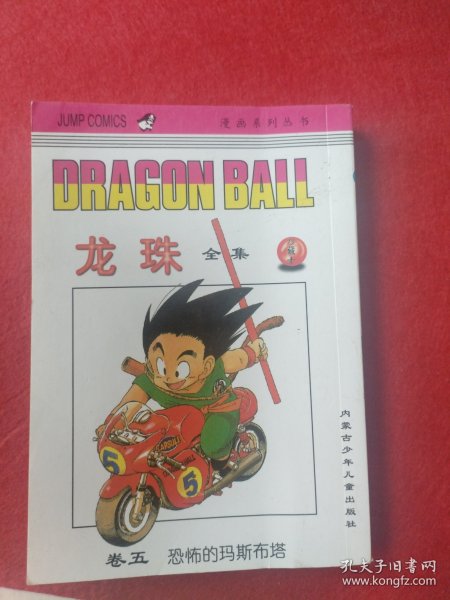 JUMP COMICS
漫画系列丛书
DRAGON BALL
龙珠 全集
CAPSULE
5
5
内蒙古少年儿童出版社
卷五 恐怖的玛斯布塔
孔夫子旧书网
www.kongfz.com